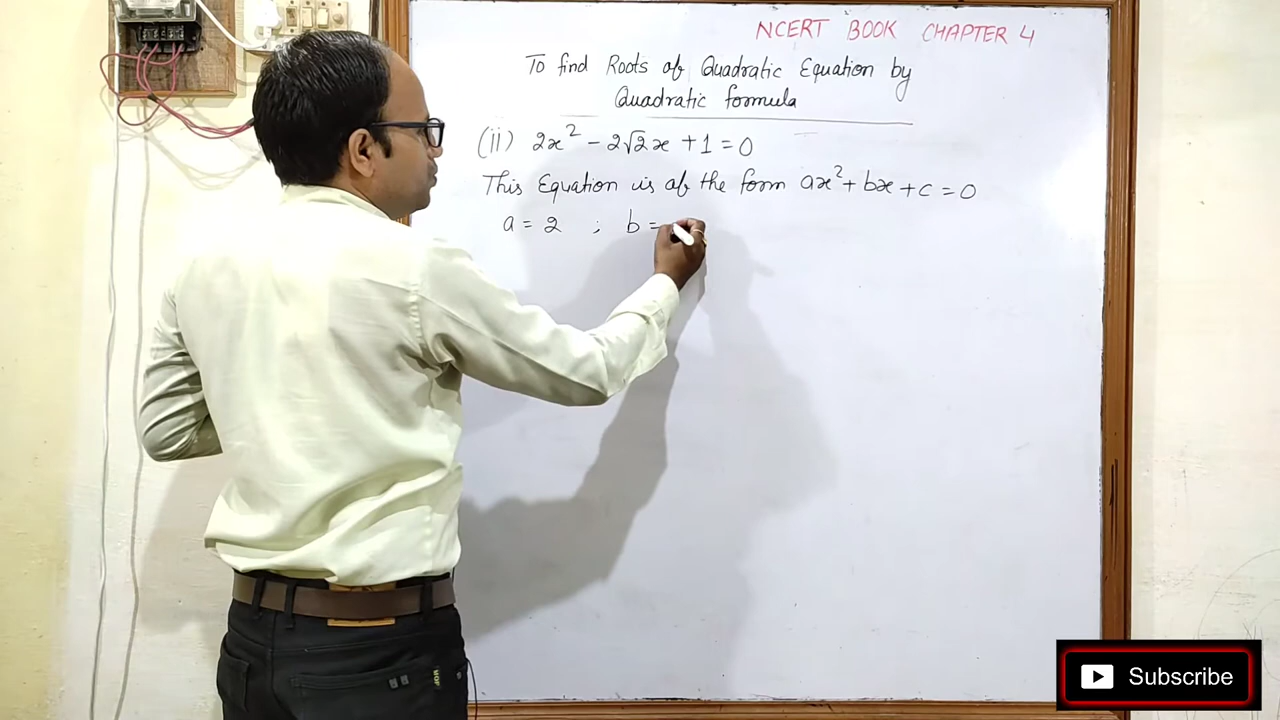 NCERT BOOK CHAPTER 4
To find Roots of Quadratic Equation by
Quadratic formula
(ii) 2x² - 2√2x + 1 = 0
This Equation is of the form ax² + bx + c = 0
a = 2 ; b =
Subscribe